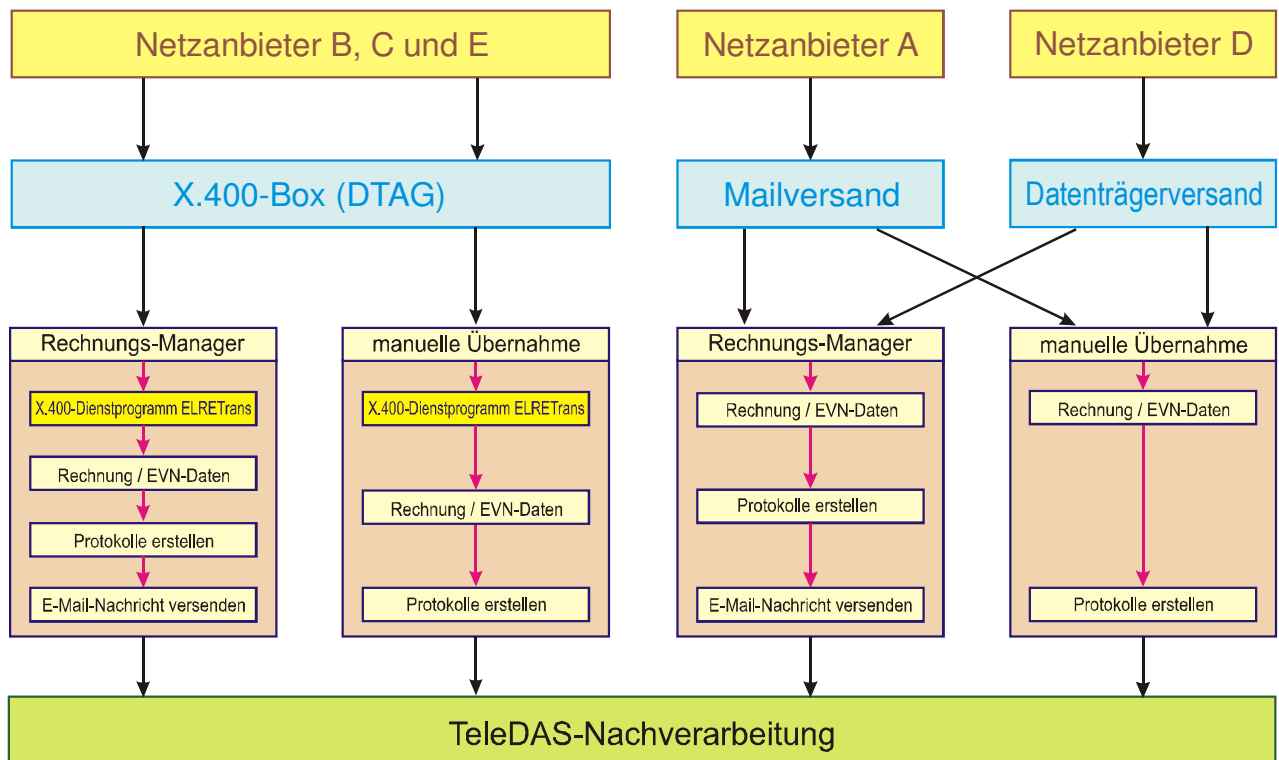 Netzanbieter B, C und E
Netzanbieter A
Netzanbieter D
X.400-Box (DTAG)
Mailversand
Datenträgerversand
Rechnungs-Manager
X.400-Dienstprogramm ELRETrans
Rechnung / EVN-Daten
Protokolle erstellen
E-Mail-Nachricht versenden
manuelle Übernahme
X.400-Dienstprogramm ELRETrans
Rechnung / EVN-Daten
Protokolle erstellen
Rechnungs-Manager
Rechnung / EVN-Daten
Protokolle erstellen
E-Mail-Nachricht versenden
manuelle Übernahme
Rechnung / EVN-Daten
Protokolle erstellen
TeleDAS-Nachverarbeitung